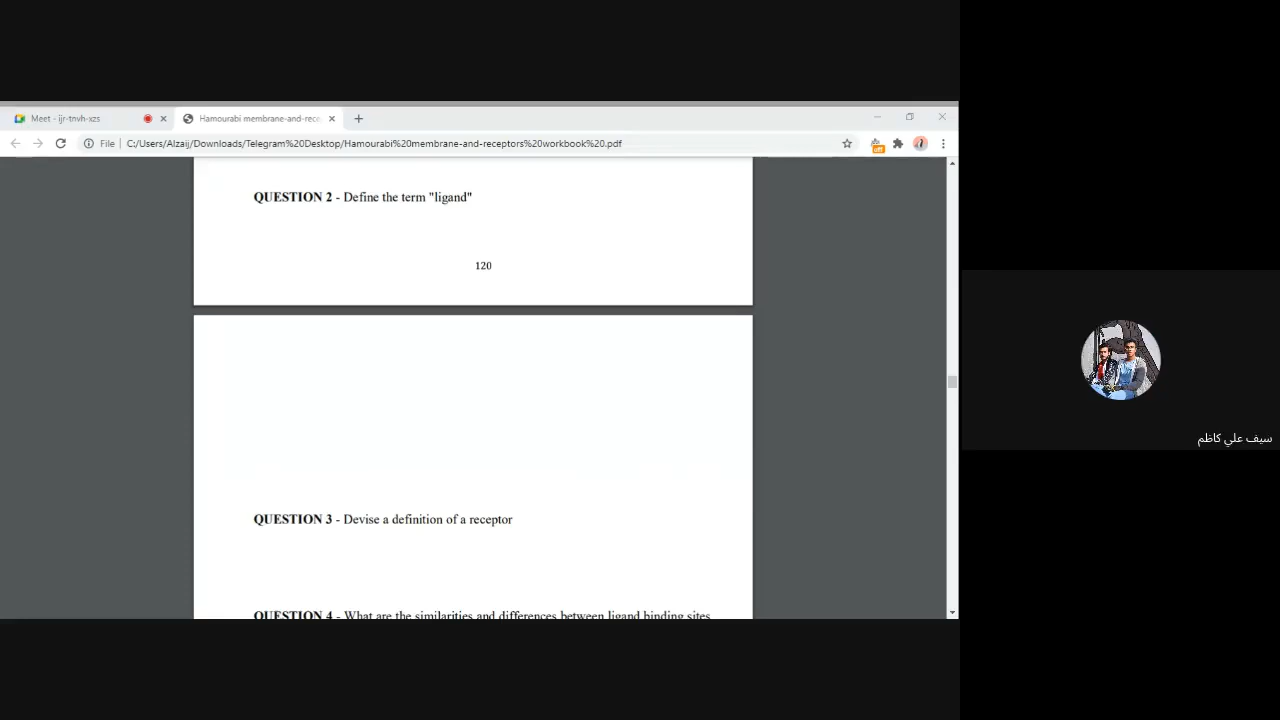 Meet - ijr-tnvh-xzs
Hamourabi membrane-and-rece
File
C:/Users/Alzaij/Downloads/Telegram%20Desktop/Hamourabi%20membrane-and-receptors%20workbook%20.pdf
off
QUESTION 2 - Define the term "ligand"
120
QUESTION 3 - Devise a definition of a receptor
QUESTION 4 - What are the similarities and differences between ligand binding sites
سيف علي كاظم